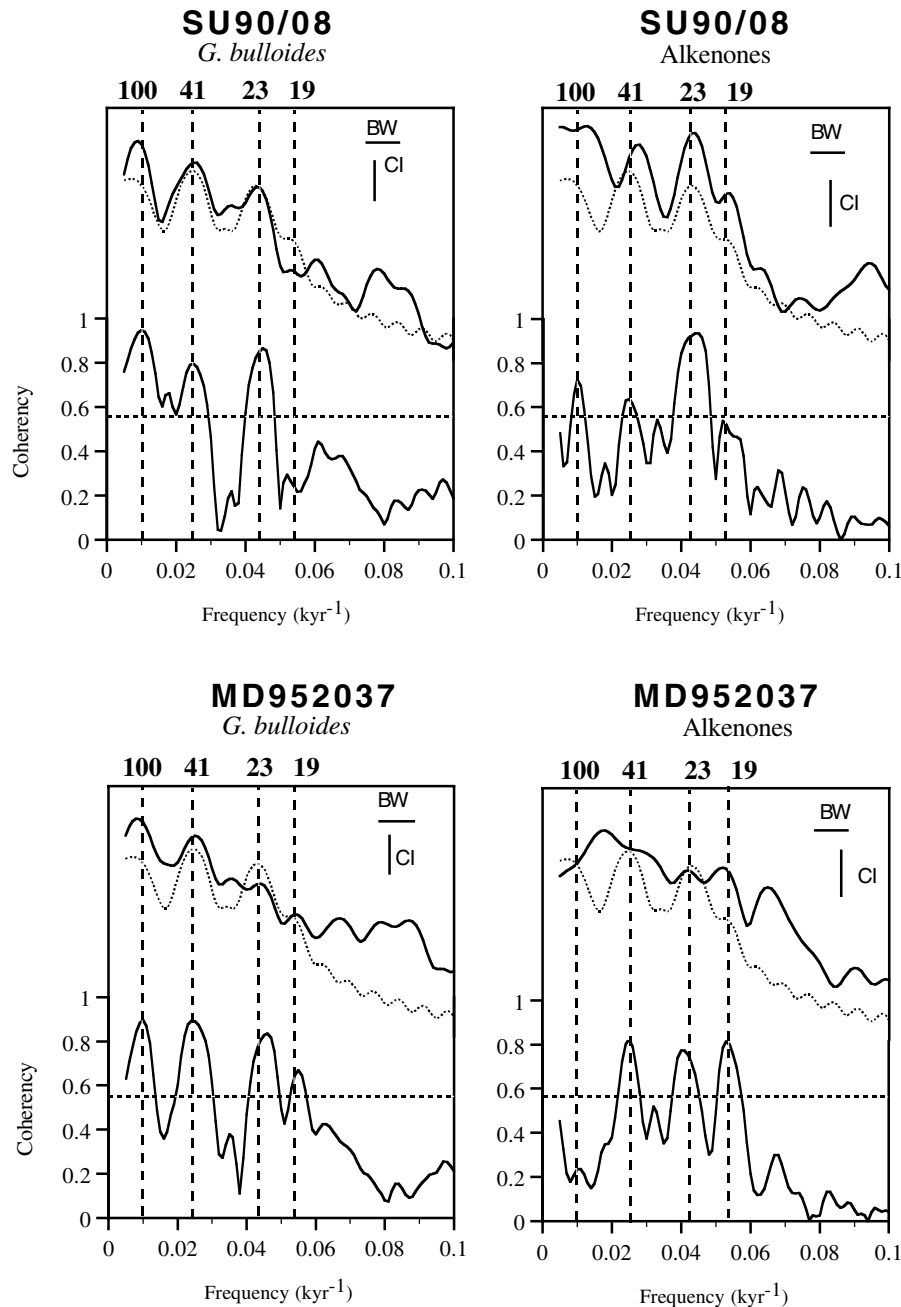 SU90/08
G. bulloides
100 41 23 19
BW
CI
1
0.8
0.6
0.4
0.2
0
Coherency
0 0.02 0.04 0.06 0.08 0.1
Frequency (kyr-1)
SU90/08
Alkenones
100 41 23 19
BW
CI
1
0.8
0.6
0.4
0.2
0
0 0.02 0.04 0.06 0.08 0.1
Frequency (kyr-1)
MD952037
G. bulloides
100 41 23 19
BW
CI
1
0.8
0.6
0.4
0.2
0
Coherency
0 0.02 0.04 0.06 0.08 0.1
Frequency (kyr-1)
MD952037
Alkenones
100 41 23 19
BW
CI
1
0.8
0.6
0.4
0.2
0
0 0.02 0.04 0.06 0.08 0.1
Frequency (kyr-1)